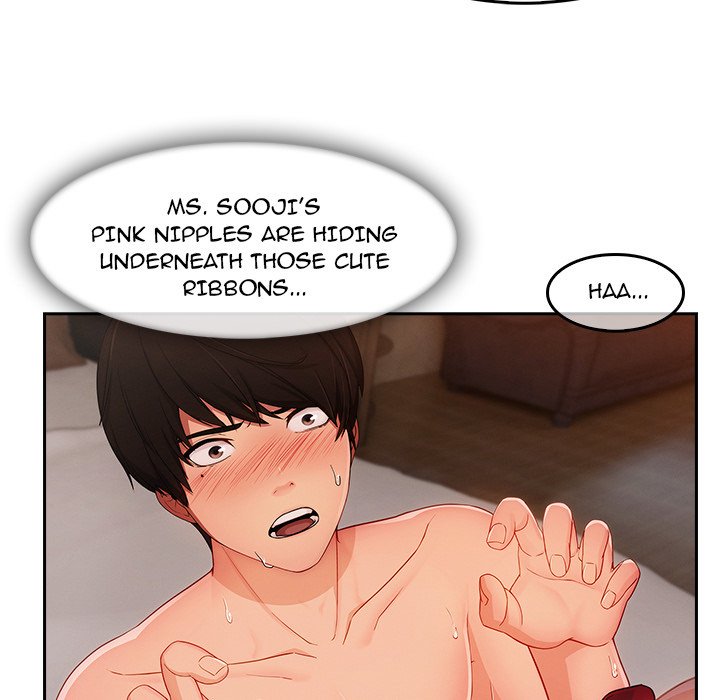 MS. SOOJI'S
PINK NIPPLES ARE HIDING
UNDERNEATH THOSE CUTE
RIBBONS...
HAA...